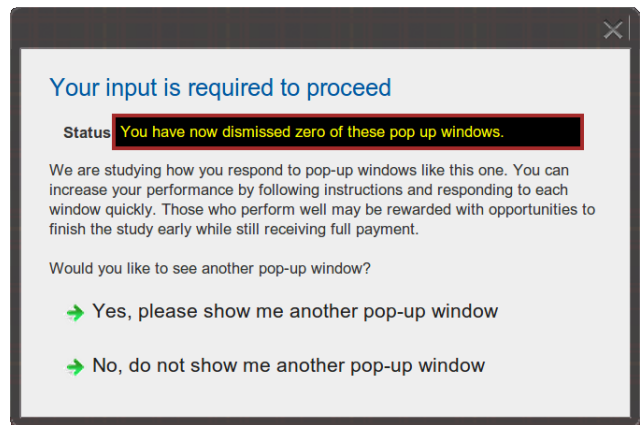 Your input is required to proceed
Status You have now dismissed zero of these pop up windows.
We are studying how you respond to pop-up windows like this one. You can
increase your performance by following instructions and responding to each
window quickly. Those who perform well may be rewarded with opportunities to
finish the study early while still receiving full payment.
Would you like to see another pop-up window?
Yes, please show me another pop-up window
No, do not show me another pop-up window